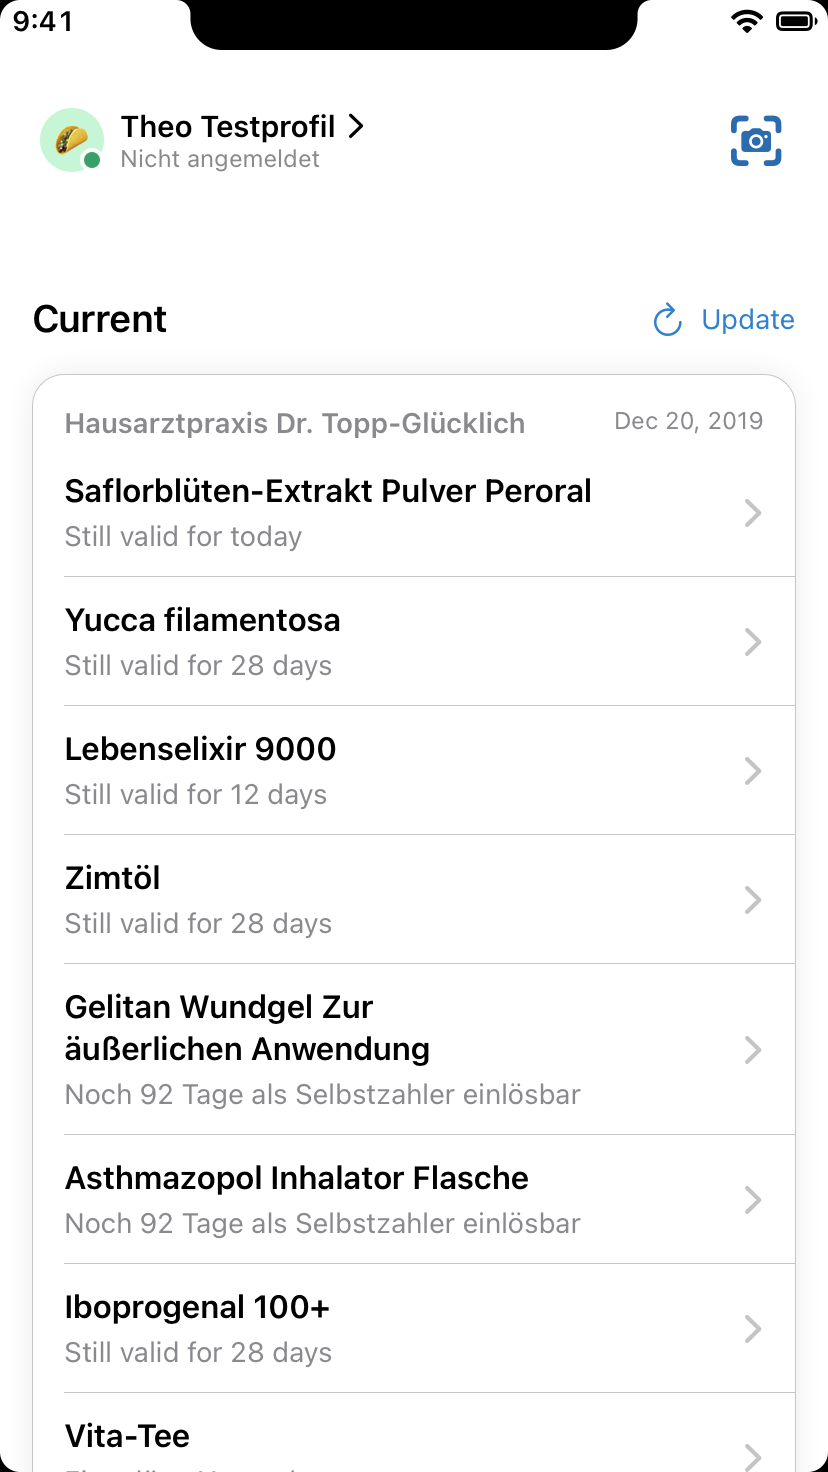 9:41
Theo Testprofil
Nicht angemeldet
Current
Update
Hausarztpraxis Dr. Topp-Glücklich
Dec 20, 2019
Saflorblüten-Extrakt Pulver Peroral
Still valid for today
Yucca filamentosa
Still valid for 28 days
Lebenselixir 9000
Still valid for 12 days
Zimtöl
Still valid for 28 days
Gelitan Wundgel Zur
äußerlichen Anwendung
Noch 92 Tage als Selbstzahler einlösbar
Asthmazopol Inhalator Flasche
Noch 92 Tage als Selbstzahler einlösbar
Iboprogenal 100+
Still valid for 28 days
Vita-Tee